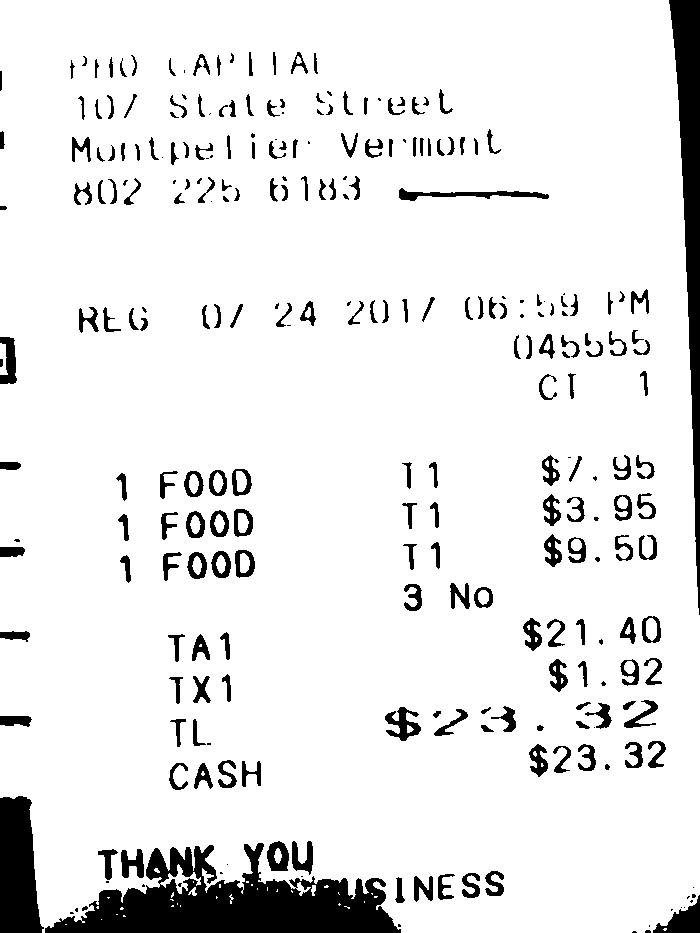 PHO CAPITAL
107 State Street
Montpelier Vermont
802 225 6183
REG 07 24 2017 06:59 PM
045555
CT 1
1 FOOD T1 $7.95
1 FOOD T1 $3.95
1 FOOD T1 $9.50
3 No
TA1 $21.40
TX1 $1.92
TL $23.32
CASH $23.32
THANK YOU
BUSINESS